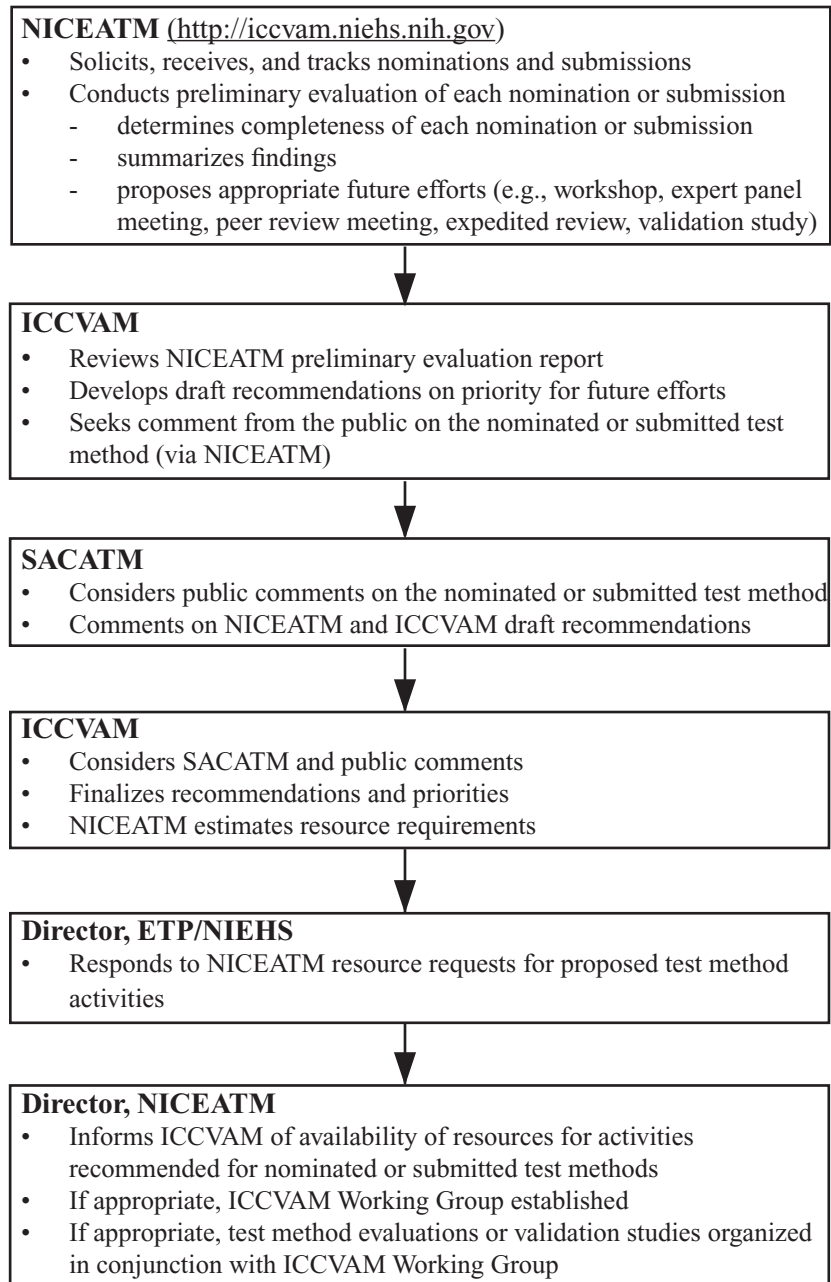 NICEATM (http://iccvam.niehs.nih.gov)
• Solicits, receives, and tracks nominations and submissions
• Conducts preliminary evaluation of each nomination or submission
- determines completeness of each nomination or submission
- summarizes findings
- proposes appropriate future efforts (e.g., workshop, expert panel
meeting, peer review meeting, expedited review, validation study)
ICCVAM
• Reviews NICEATM preliminary evaluation report
• Develops draft recommendations on priority for future efforts
• Seeks comment from the public on the nominated or submitted test
method (via NICEATM)
SACATM
• Considers public comments on the nominated or submitted test method
• Comments on NICEATM and ICCVAM draft recommendations
ICCVAM
• Considers SACATM and public comments
• Finalizes recommendations and priorities
• NICEATM estimates resource requirements
Director, ETP/NIEHS
• Responds to NICEATM resource requests for proposed test method
activities
Director, NICEATM
• Informs ICCVAM of availability of resources for activities
recommended for nominated or submitted test methods
• If appropriate, ICCVAM Working Group established
• If appropriate, test method evaluations or validation studies organized
in conjunction with ICCVAM Working Group